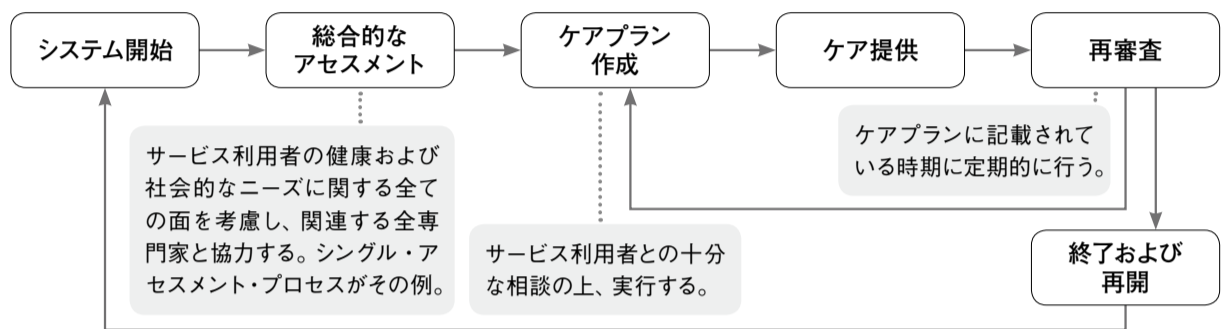 システム開始
総合的な
アセスメント
ケアプラン
作成
ケア提供
再審査
サービス利用者の健康および
社会的なニーズに関する全て
の面を考慮し、関連する全専
門家と協力する。シングル・ア
セスメント・プロセスがその例。
サービス利用者との十分
な相談の上、実行する。
ケアプランに記載されて
いる時期に定期的に行う。
終了および
再開